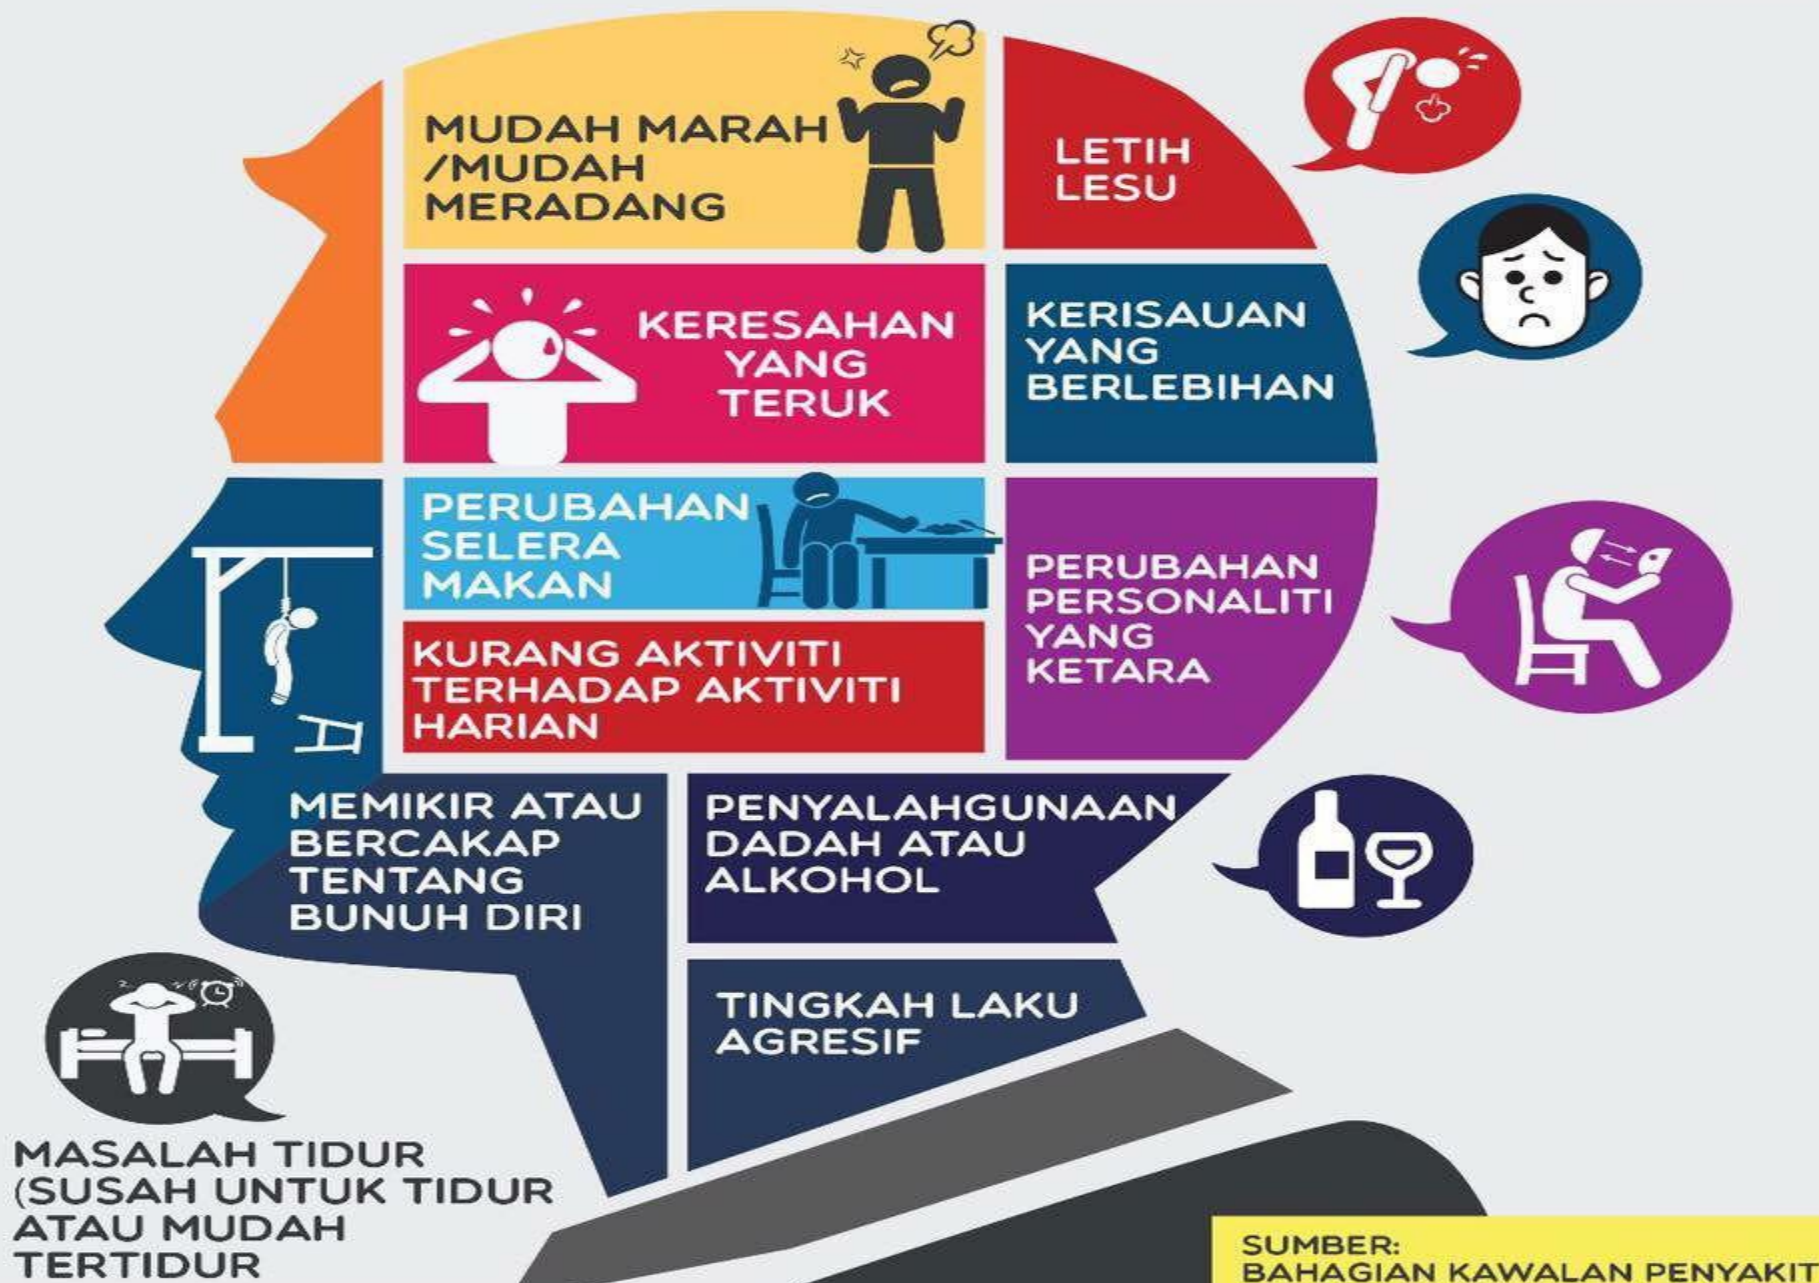 MUDAH MARAH
/MUDAH
MERADANG
LETIH
LESU
KERESAHAN
YANG
TERUK
KERISAUAN
YANG
BERLEBIHAN
PERUBAHAN
SELERA
MAKAN
PERUBAHAN
PERSONALITI
YANG
KETARA
KURANG AKTIVITI
TERHADAP AKTIVITI
HARIAN
MEMIKIR ATAU
BERCAKAP
TENTANG
BUNUH DIRI
PENYALAHGUNAAN
DADAH ATAU
ALKOHOL
TINGKAH LAKU
AGRESIF
MASALAH TIDUR
(SUSAH UNTUK TIDUR
ATAU MUDAH
TERTIDUR
SUMBER:
BAHAGIAN KAWALAN PENYAKIT